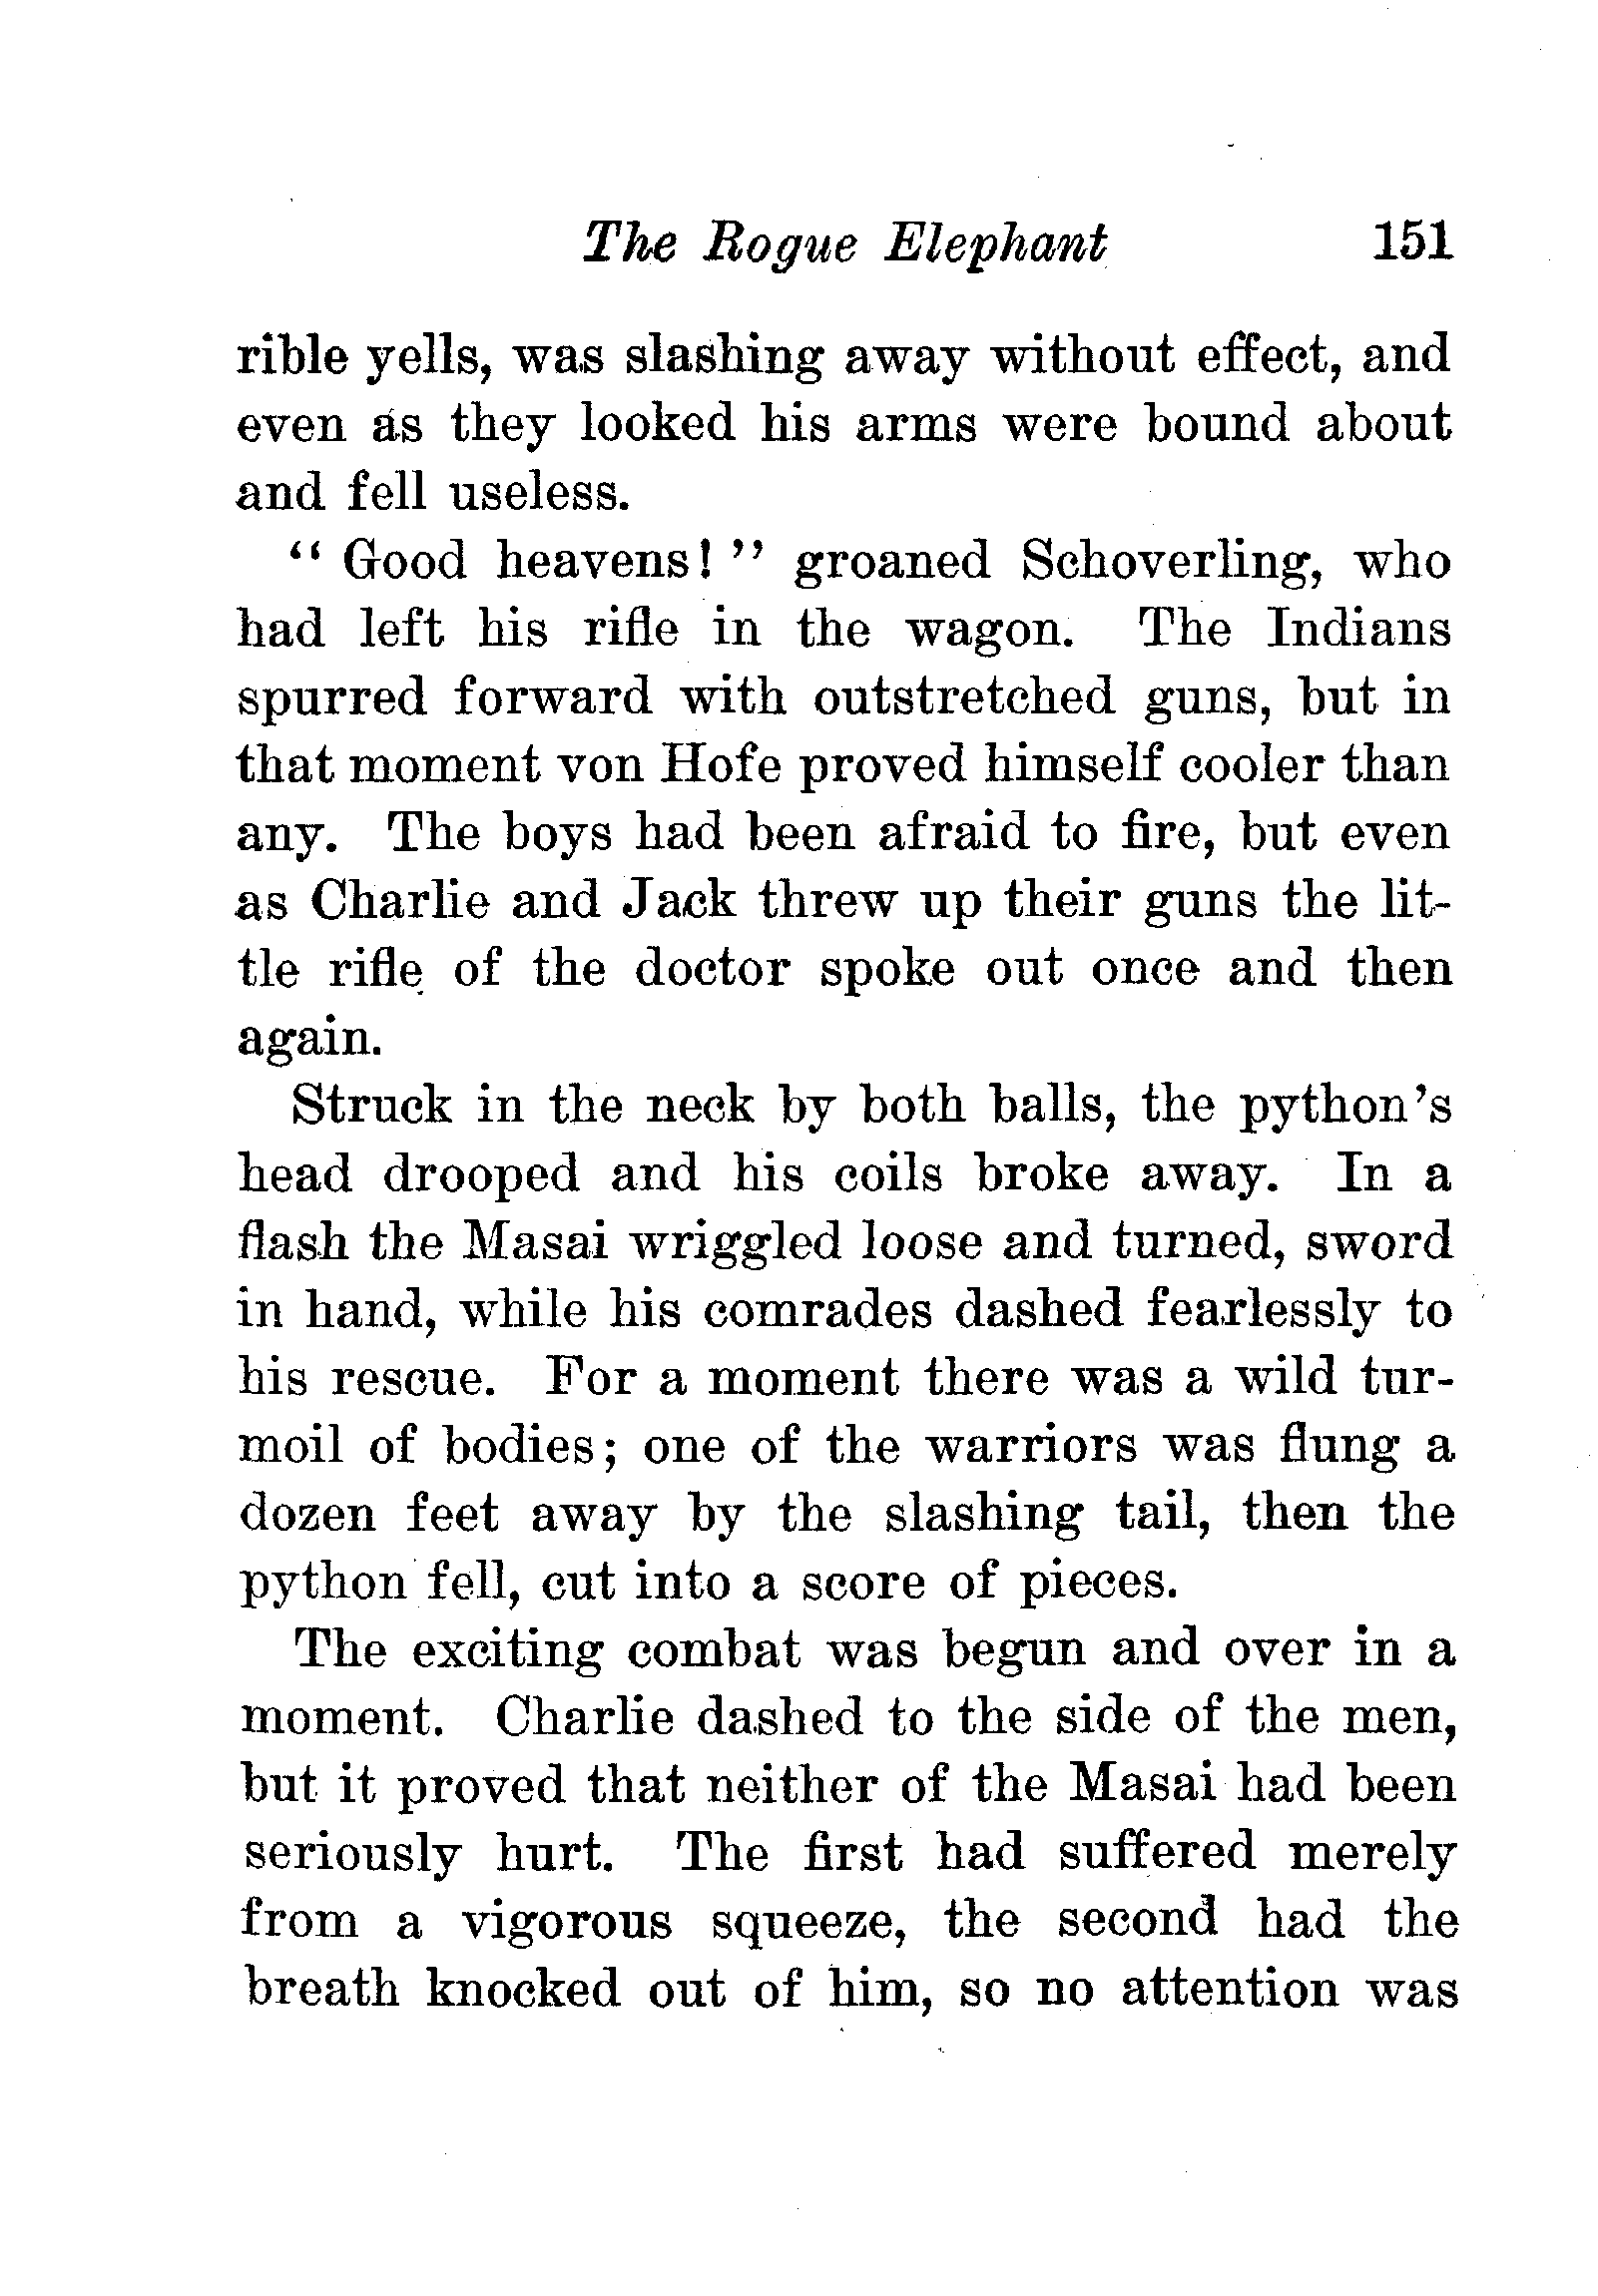 The Rogue Elephant 151
rible yells, was slashing away without effect, and
even as they looked his arms were bound about
and fell useless.
“ Good heavens! ” groaned Schoverling, who
had left his rifle in the wagon. The Indians
spurred forward with outstretched guns, but in
that moment von Hofe proved himself cooler than
any. The boys had been afraid to fire, but even
as Charlie and Jack threw up their guns the lit-
tle rifle of the doctor spoke out once and then
again.
Struck in the neck by both balls, the python’s
head drooped and his coils broke away. In a
flash the Masai wriggled loose and turned, sword
in hand, while his comrades dashed fearlessly to
his rescue. For a moment there was a wild tur-
moil of bodies; one of the warriors was flung a
dozen feet away by the slashing tail, then the
python fell, cut into a score of pieces.
The exciting combat was begun and over in a
moment. Charlie dashed to the side of the men,
but it proved that neither of the Masai had been
seriously hurt. The first had suffered merely
from a vigorous squeeze, the second had the
breath knocked out of him, so no attention was